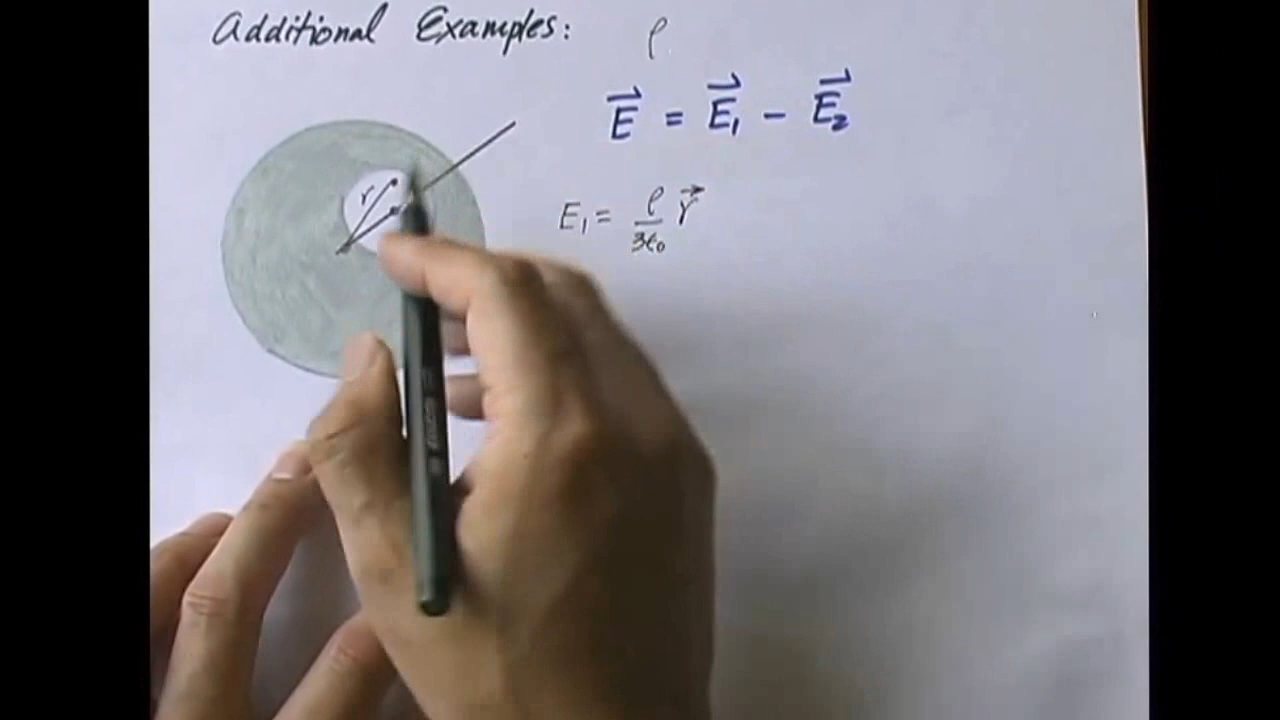 Additional Examples: ρ
E⃗ = E⃗₁ − E⃗₂
r
E₁ = ρ/3ε₀ r⃗